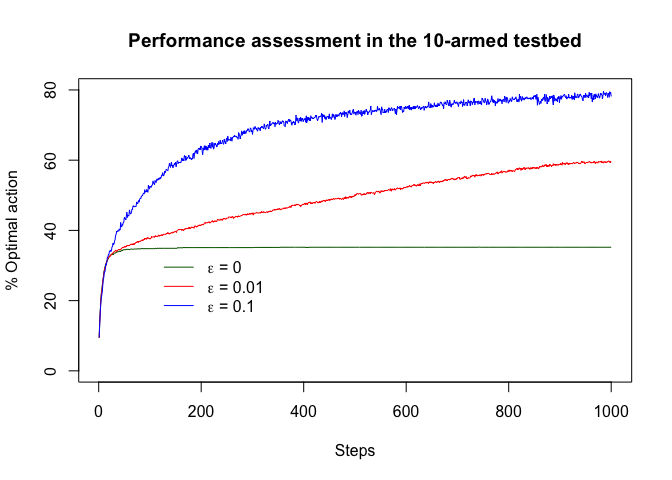 Performance assessment in the 10-armed testbed
% Optimal action
80
60
40
20
0
ε = 0
ε = 0.01
ε = 0.1
0 200 400 600 800 1000
Steps